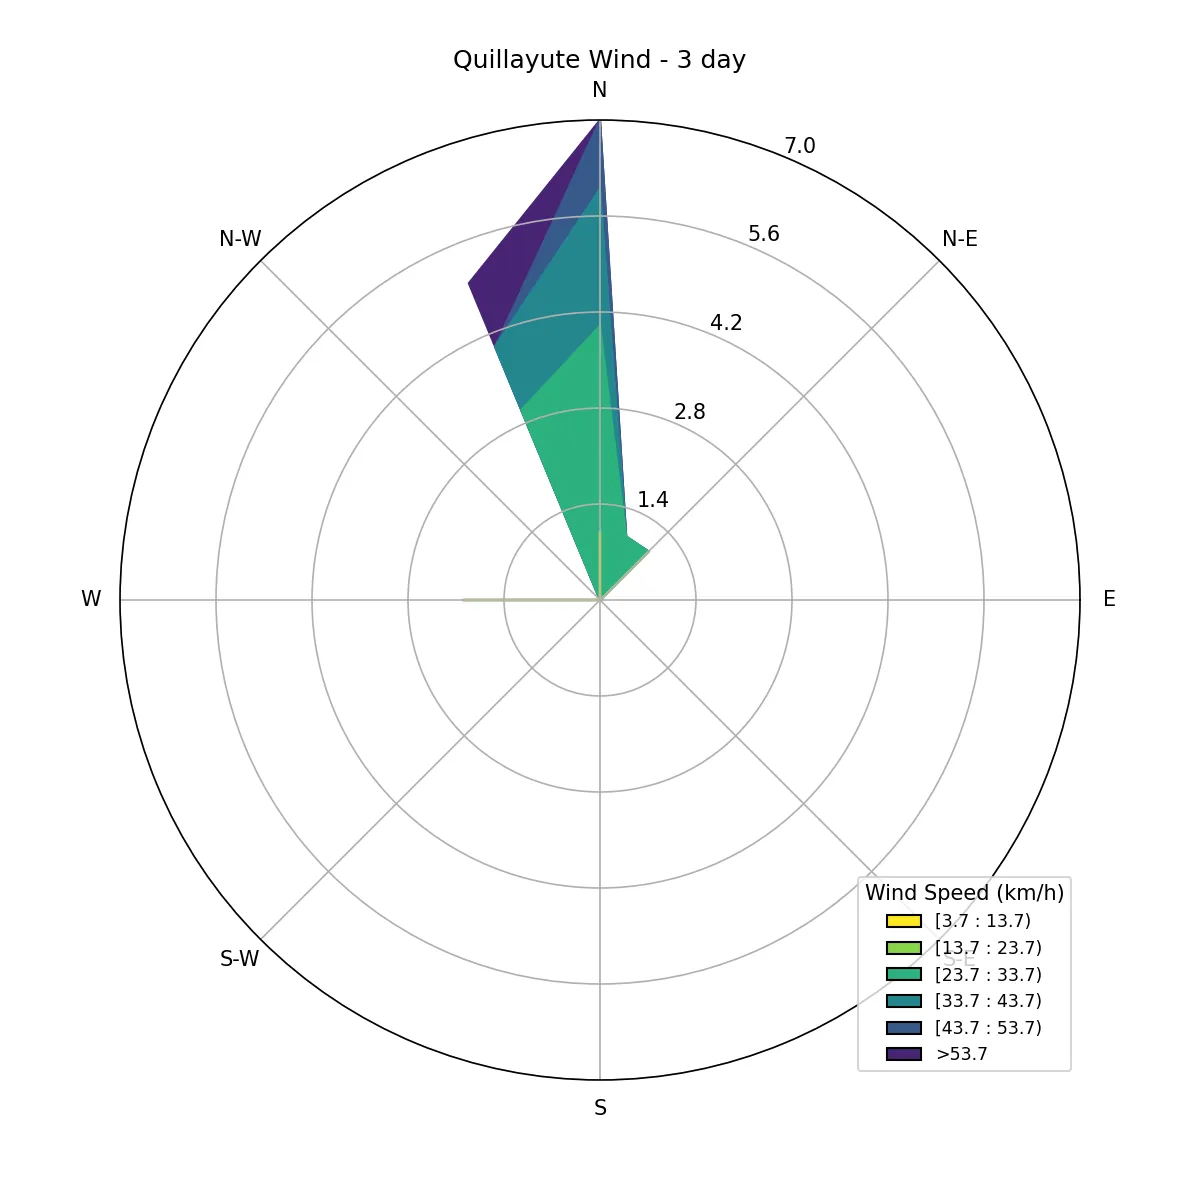 Quillayute Wind - 3 day
N
7.0
N-W
5.6
N-E
4.2
2.8
1.4
W
E
Wind Speed (km/h)
[3.7 : 13.7)
[13.7 : 23.7)
S-W
S-E
[23.7 : 33.7)
[33.7 : 43.7)
[43.7 : 53.7)
>53.7
S